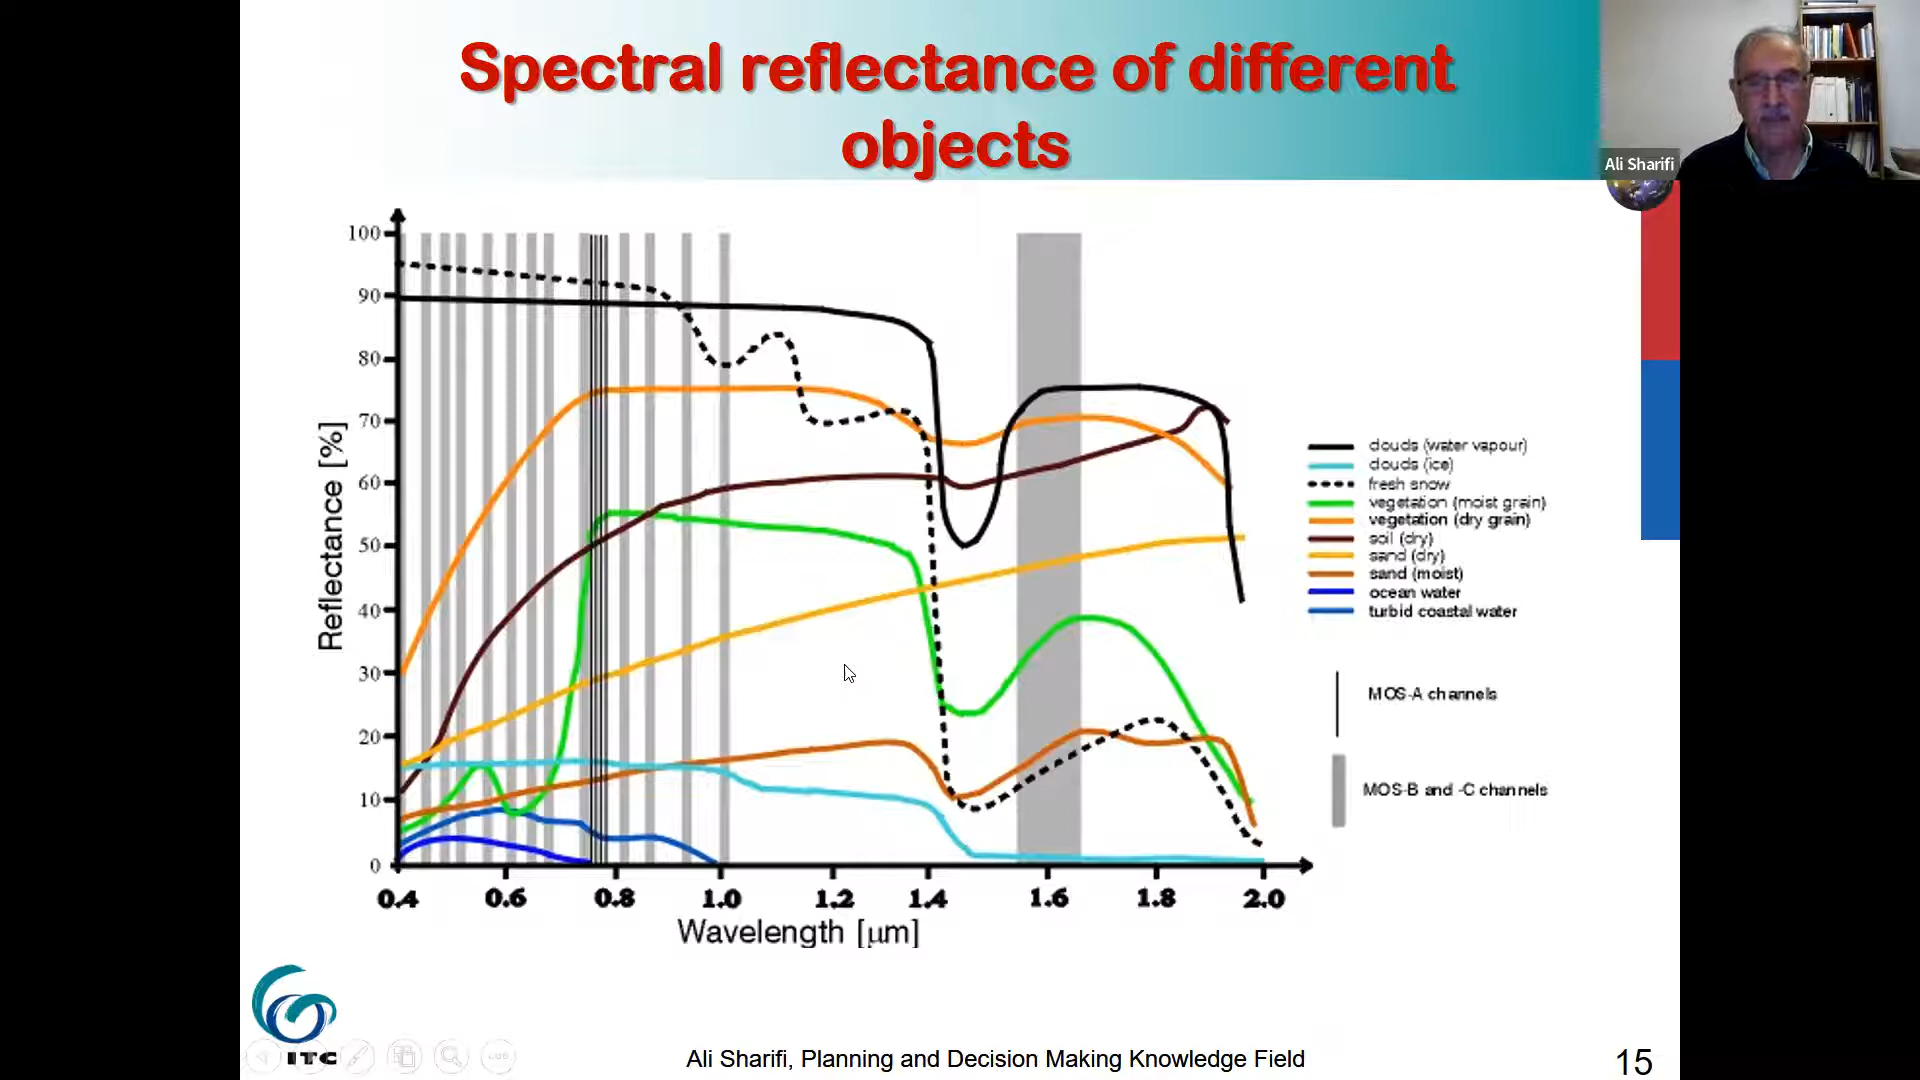 Spectral reflectance of different
objects
Ali Sharifi
100
90
80
70
60
50
40
30
20
10
0
Reflectance [%]
0.4 0.6 0.8 1.0 1.2 1.4 1.6 1.8 2.0
Wavelength [µm]
clouds (water vapour)
clouds (ice)
fresh snow
vegetation (moist grain)
vegetation (dry grain)
soil (dry)
sand (dry)
sand (moist)
ocean water
turbid coastal water
MOS-A channels
MOS-B and -C channels
ITC
Ali Sharifi, Planning and Decision Making Knowledge Field
15